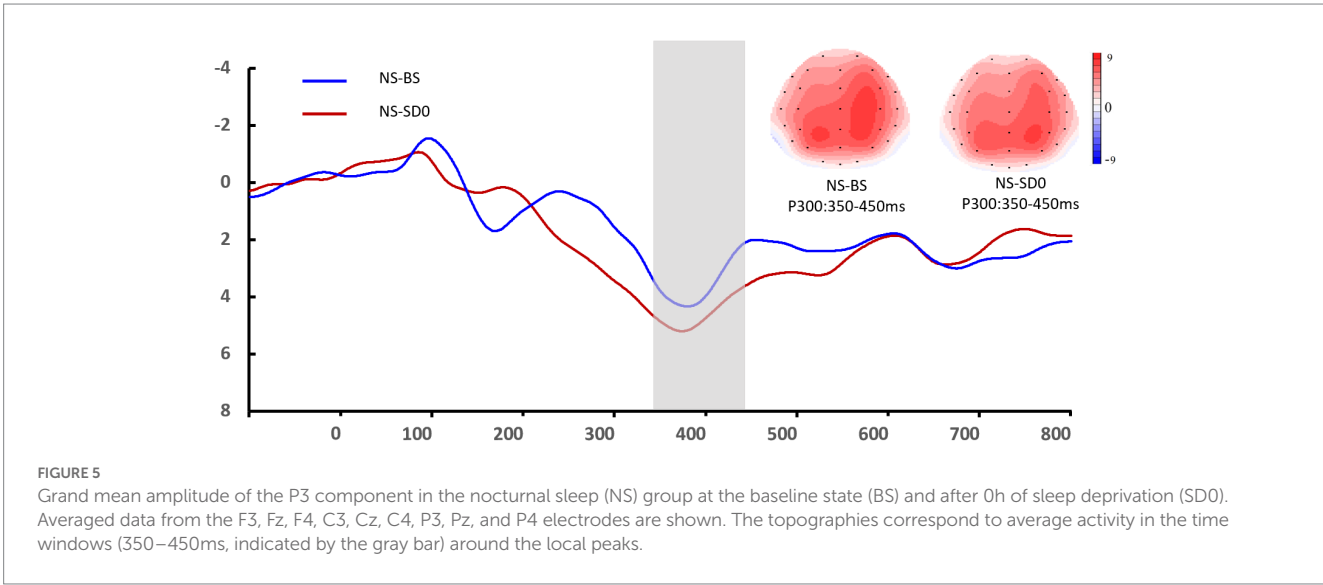 -4
-2
0
2
4
6
8
NS-BS
NS-SD0
9
0
-9
NS-BS
P300:350-450ms
NS-SD0
P300:350-450ms
0 100 200 300 400 500 600 700 800
FIGURE 5
Grand mean amplitude of the P3 component in the nocturnal sleep (NS) group at the baseline state (BS) and after 0h of sleep deprivation (SD0).
Averaged data from the F3, Fz, F4, C3, Cz, C4, P3, Pz, and P4 electrodes are shown. The topographies correspond to average activity in the time
windows (350–450ms, indicated by the gray bar) around the local peaks.